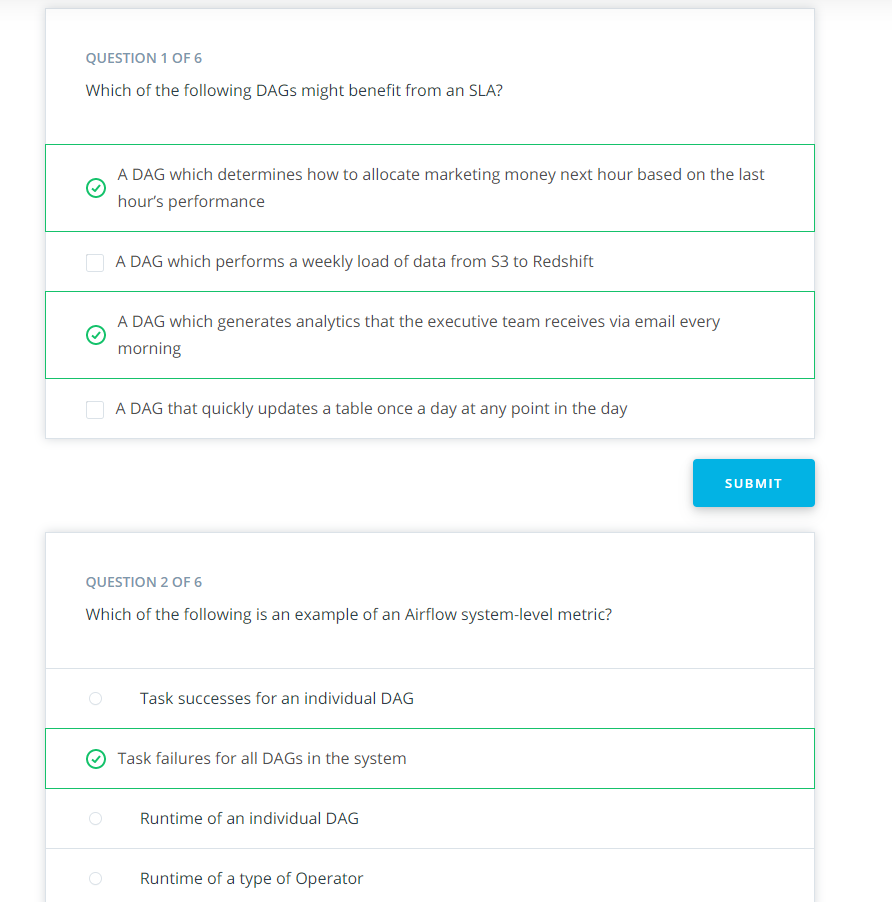 QUESTION 1 OF 6
Which of the following DAGs might benefit from an SLA?
A DAG which determines how to allocate marketing money next hour based on the last
hour’s performance
A DAG which performs a weekly load of data from S3 to Redshift
A DAG which generates analytics that the executive team receives via email every
morning
A DAG that quickly updates a table once a day at any point in the day
SUBMIT
QUESTION 2 OF 6
Which of the following is an example of an Airflow system-level metric?
Task successes for an individual DAG
Task failures for all DAGs in the system
Runtime of an individual DAG
Runtime of a type of Operator